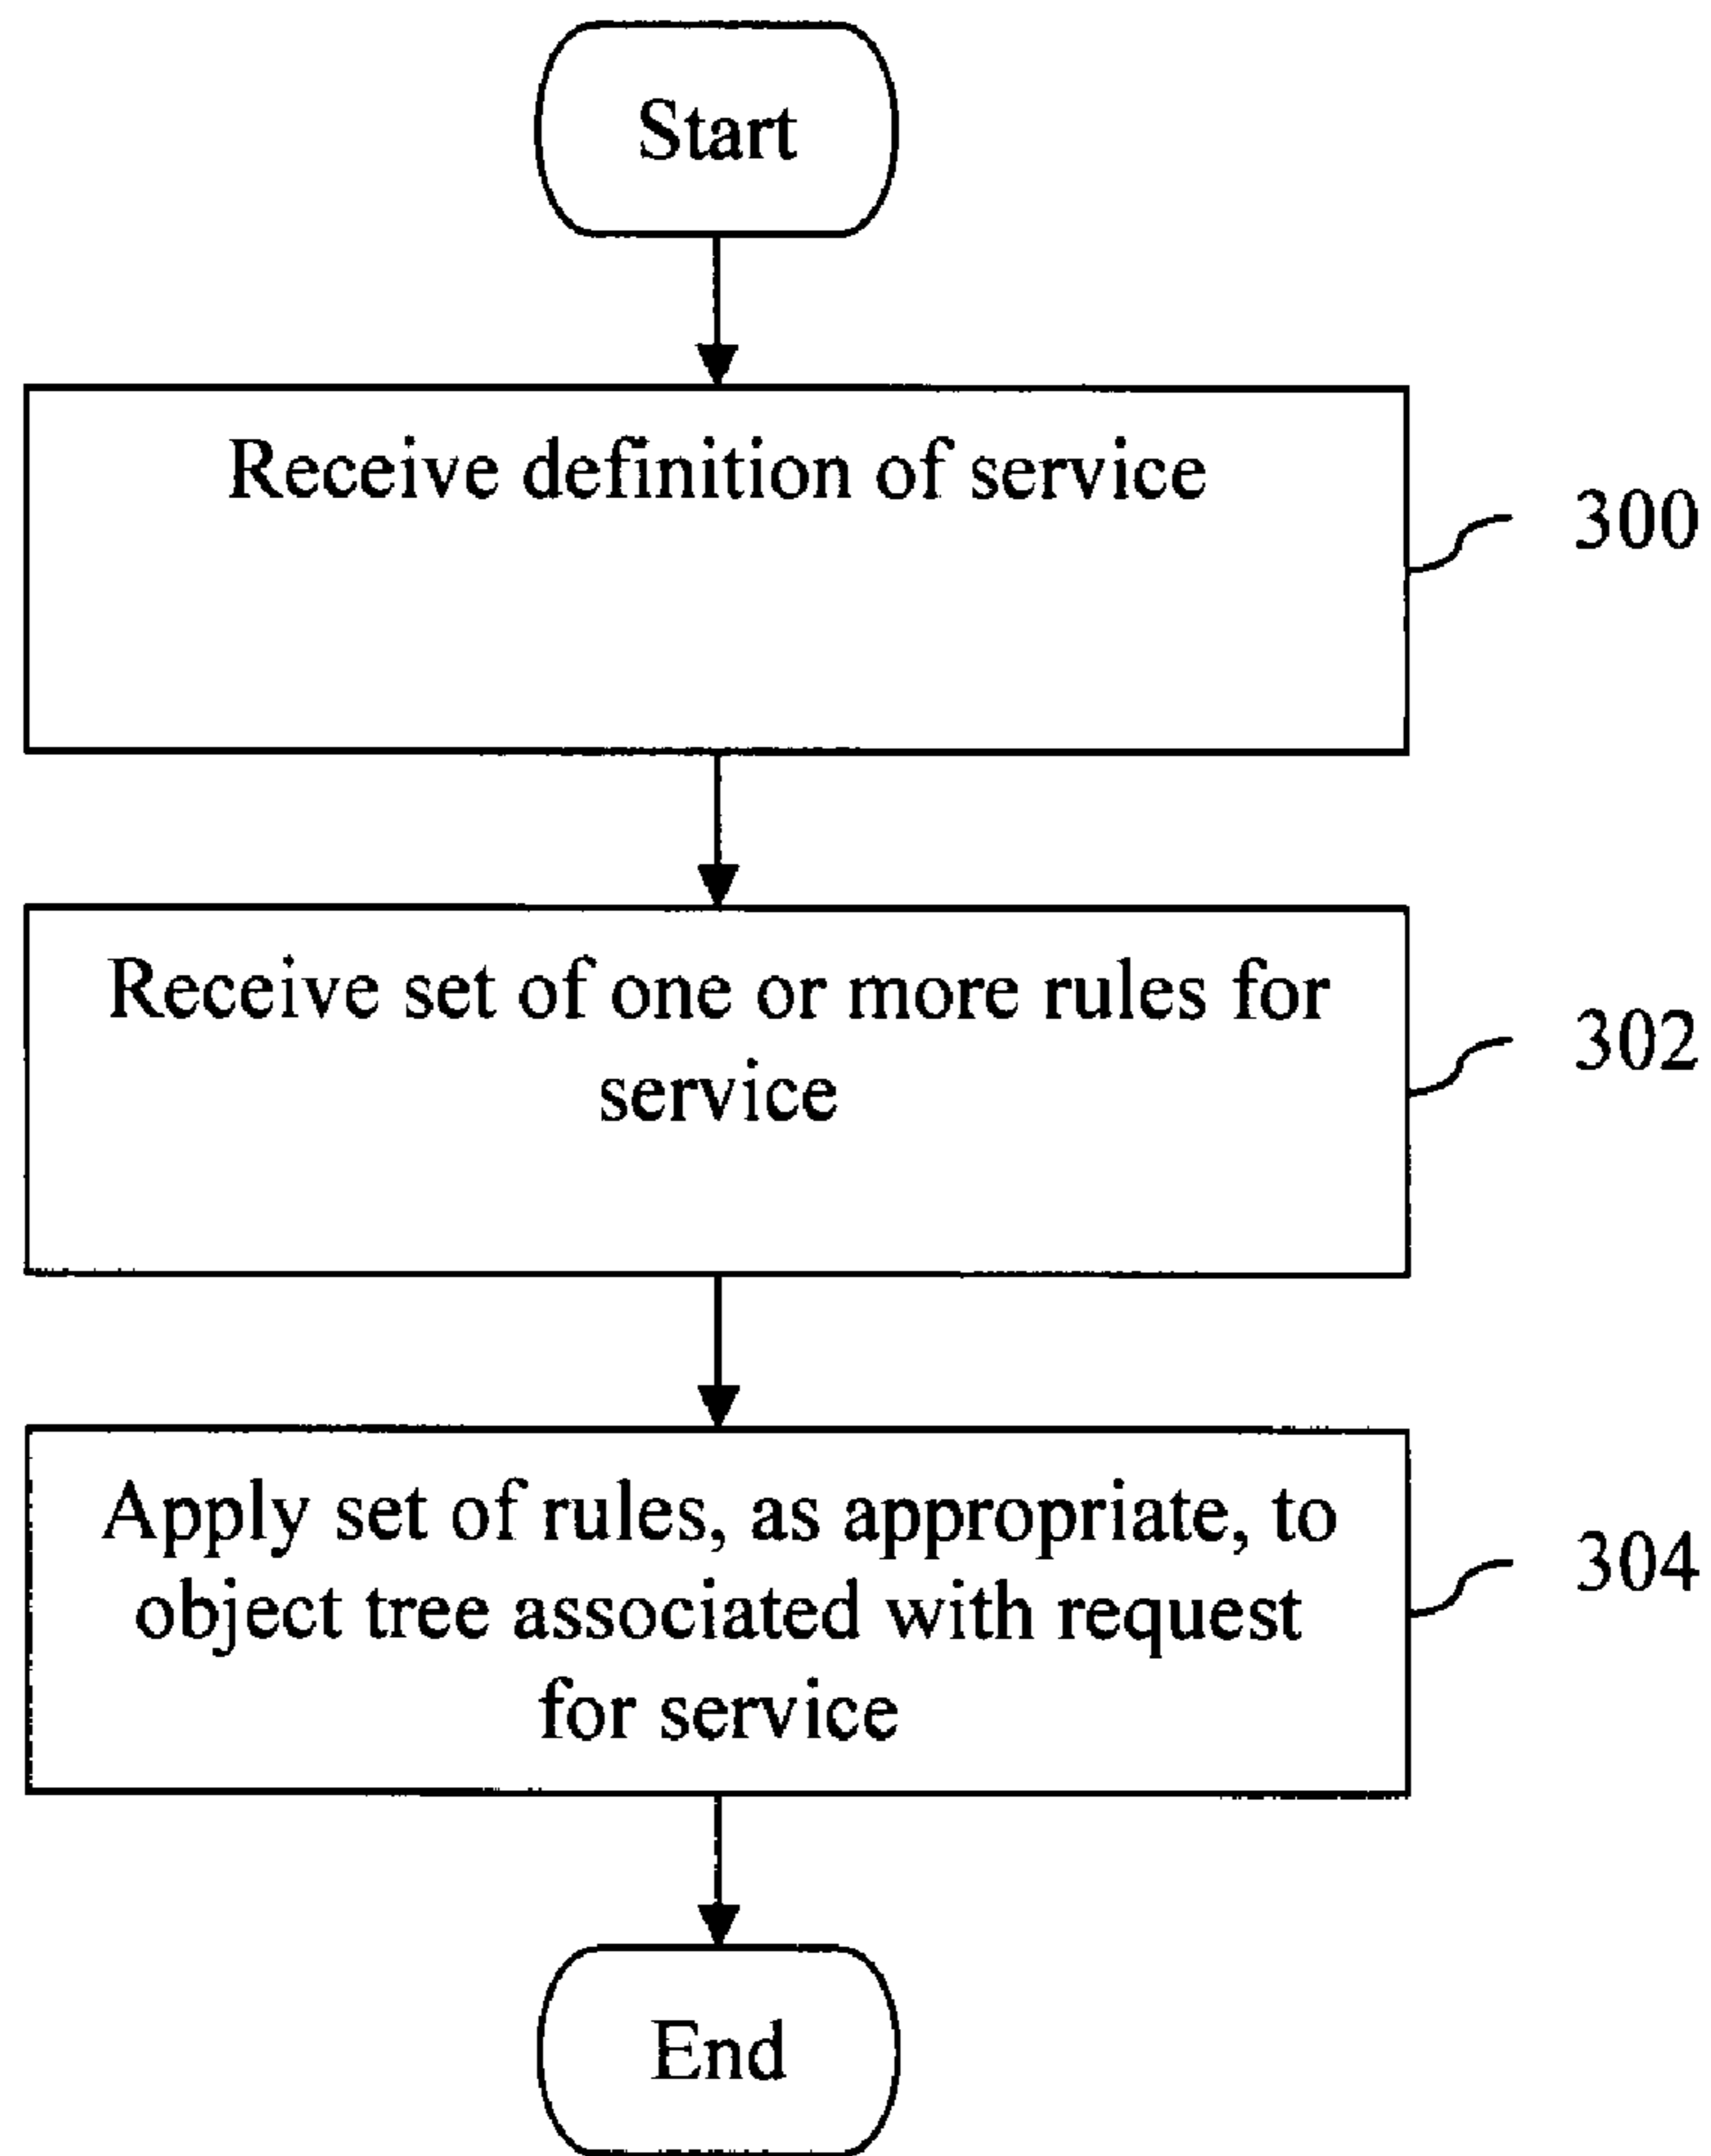 Start
Receive definition of service
300
Receive set of one or more rules for
service
302
Apply set of rules, as appropriate, to
object tree associated with request
for service
304
End